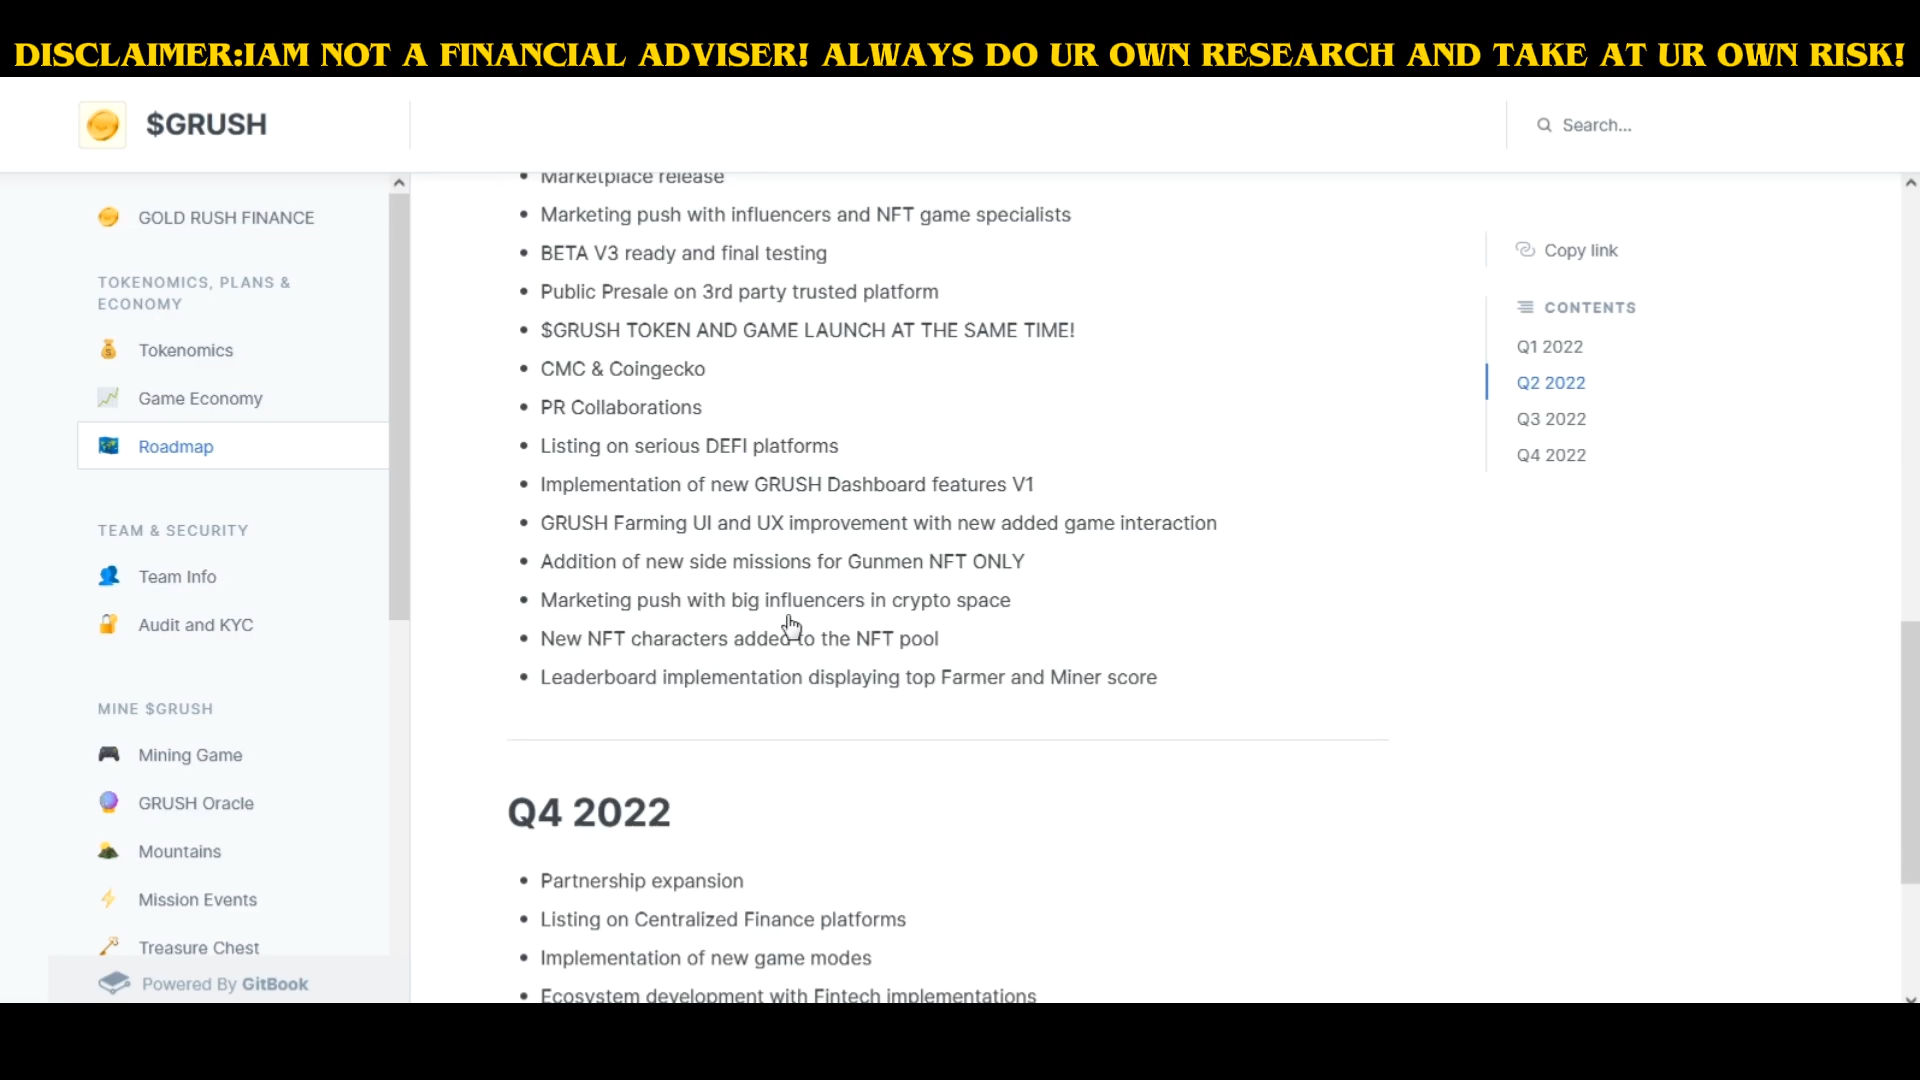 DISCLAIMER:IAM NOT A FINANCIAL ADVISER! ALWAYS DO UR OWN RESEARCH AND TAKE AT UR OWN RISK!
$GRUSH
Search...
GOLD RUSH FINANCE
TOKENOMICS, PLANS &
ECONOMY
Tokenomics
Game Economy
Roadmap
TEAM & SECURITY
Team Info
Audit and KYC
MINE $GRUSH
Mining Game
GRUSH Oracle
Mountains
Mission Events
Treasure Chest
Powered By GitBook
• Marketplace release
• Marketing push with influencers and NFT game specialists
• BETA V3 ready and final testing
• Public Presale on 3rd party trusted platform
• $GRUSH TOKEN AND GAME LAUNCH AT THE SAME TIME!
• CMC & Coingecko
• PR Collaborations
• Listing on serious DEFI platforms
• Implementation of new GRUSH Dashboard features V1
• GRUSH Farming UI and UX improvement with new added game interaction
• Addition of new side missions for Gunmen NFT ONLY
• Marketing push with big influencers in crypto space
• New NFT characters added to the NFT pool
• Leaderboard implementation displaying top Farmer and Miner score
Q4 2022
• Partnership expansion
• Listing on Centralized Finance platforms
• Implementation of new game modes
• Ecosystem development with Fintech implementations
Copy link
CONTENTS
Q1 2022
Q2 2022
Q3 2022
Q4 2022